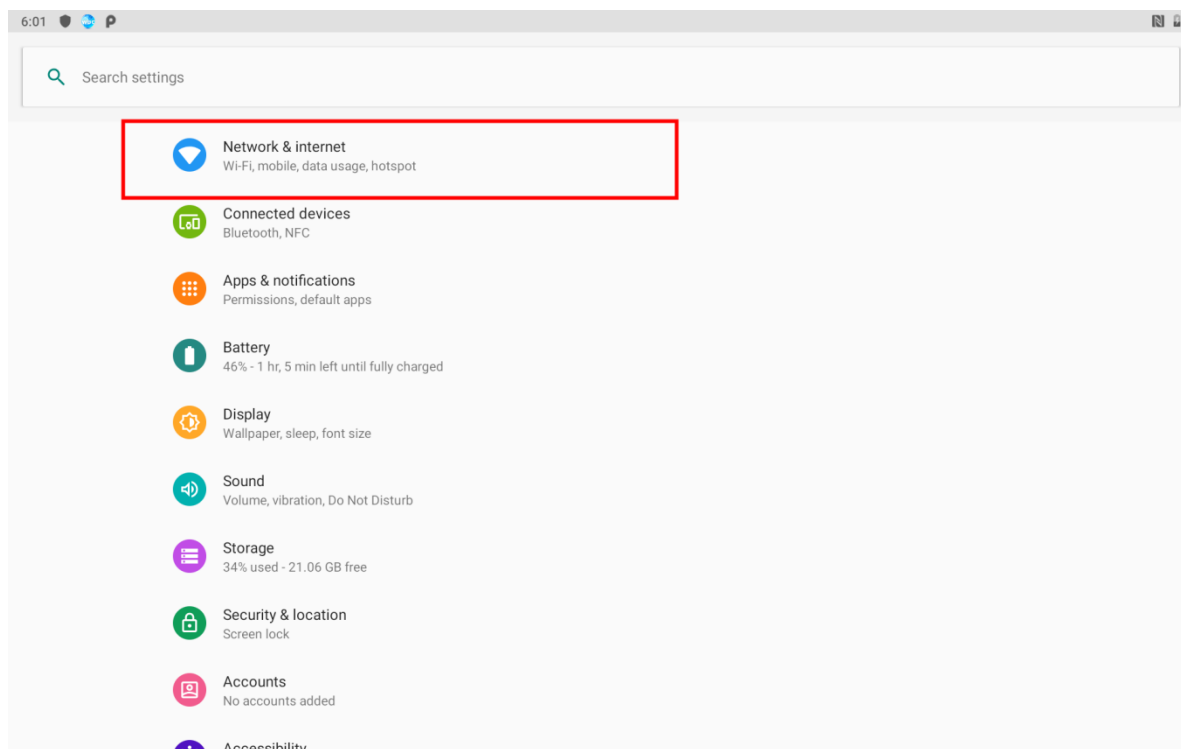 6:01
Search settings
Network & internet
Wi-Fi, mobile, data usage, hotspot
Connected devices
Bluetooth, NFC
Apps & notifications
Permissions, default apps
Battery
46% - 1 hr, 5 min left until fully charged
Display
Wallpaper, sleep, font size
Sound
Volume, vibration, Do Not Disturb
Storage
34% used - 21.06 GB free
Security & location
Screen lock
Accounts
No accounts added
Accessibility